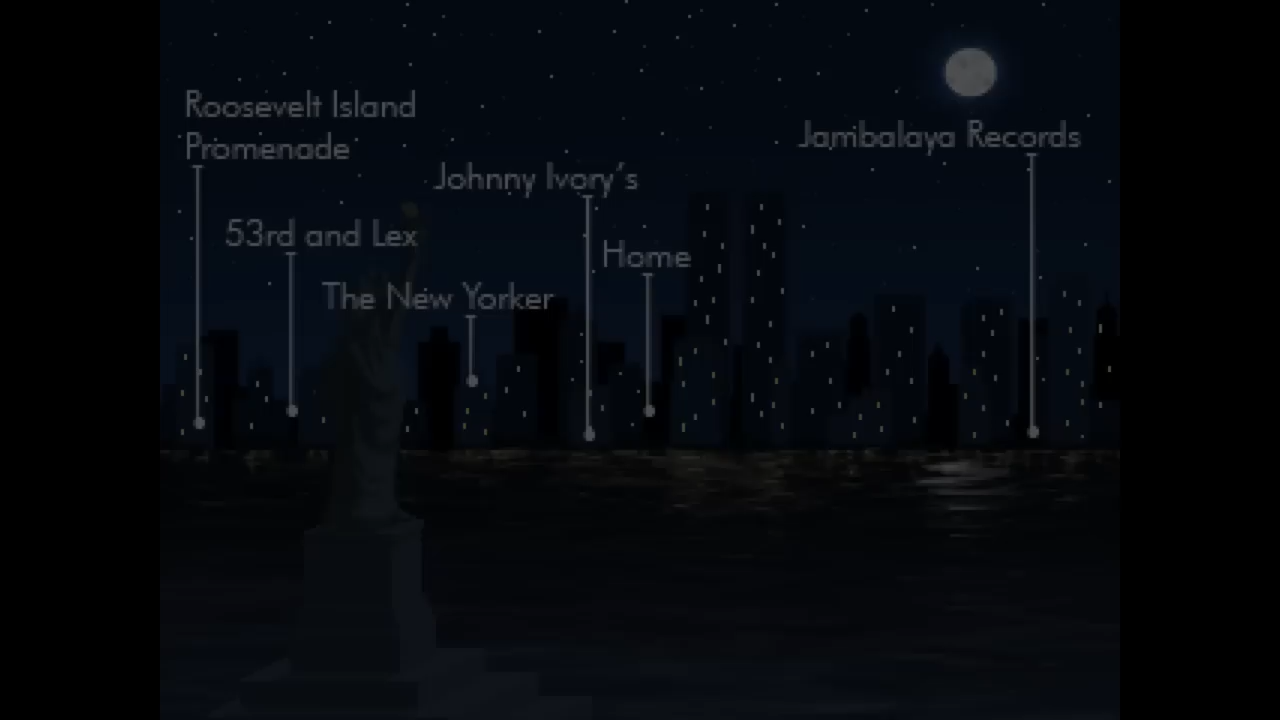 Roosevelt Island
Promenade
Jambalaya Records
Johnny Ivory's
53rd and Lex
Home
The New Yorker